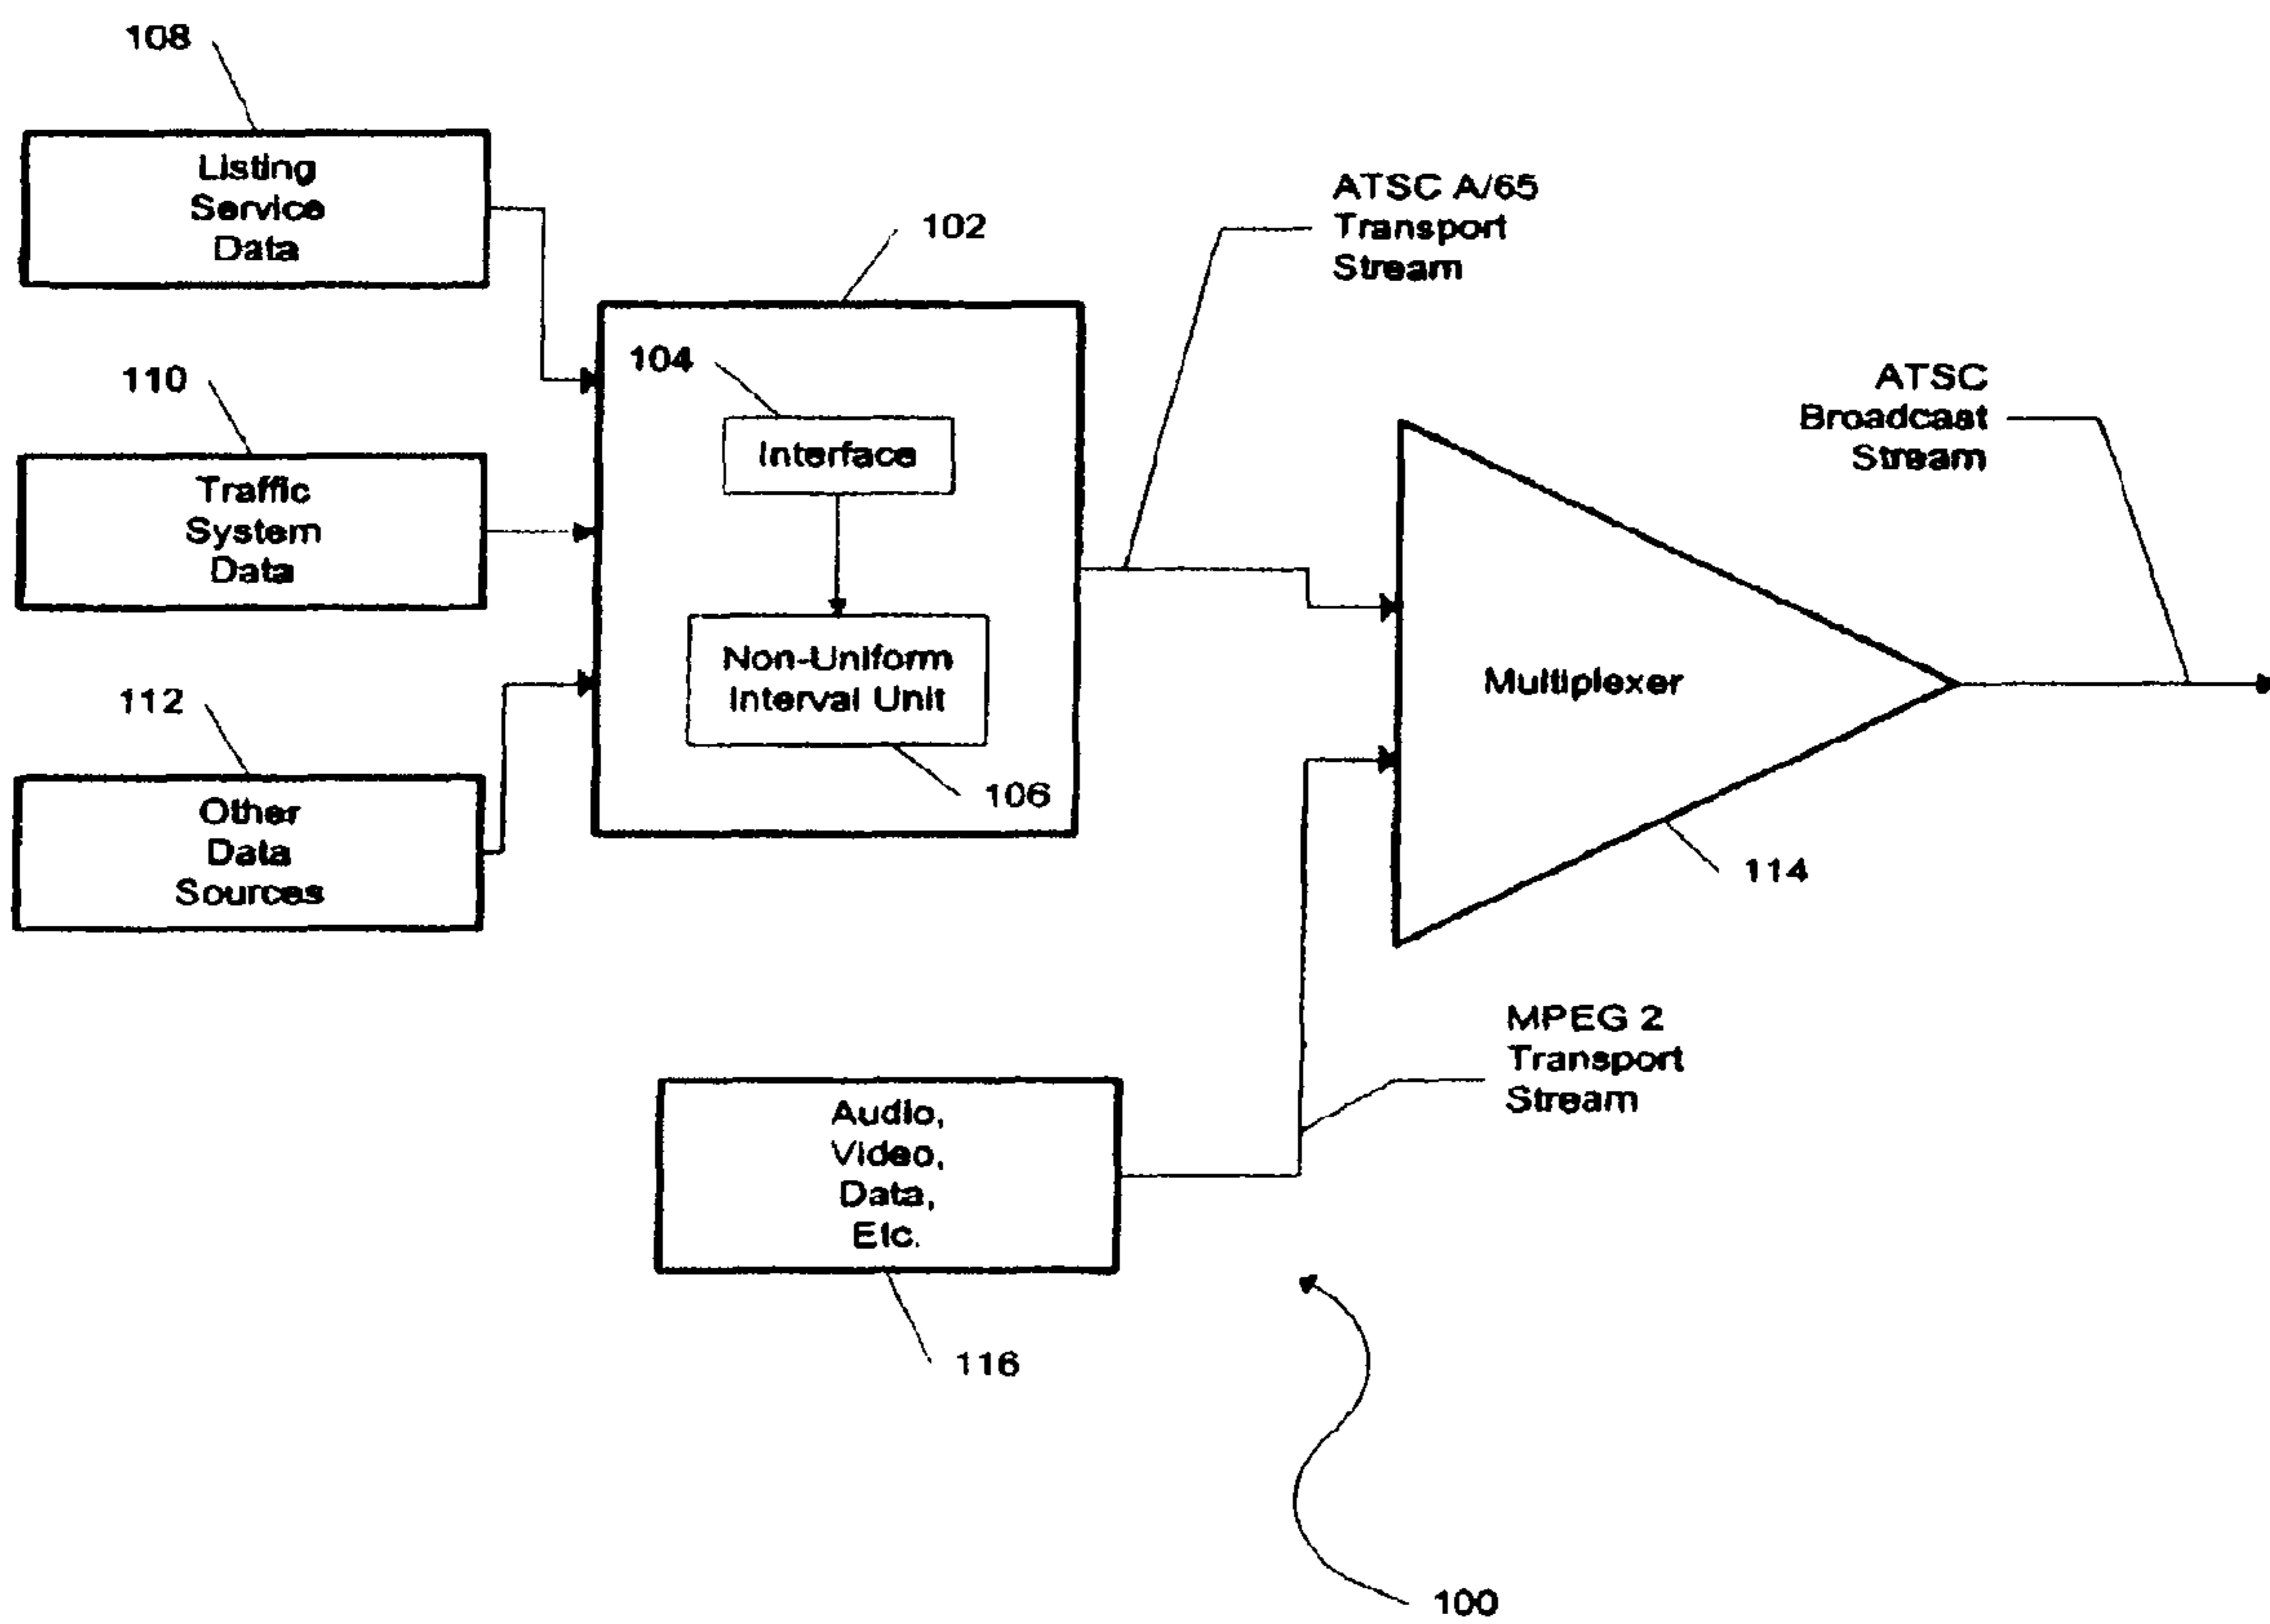 108
Listing
Service
Data
110
Traffic
System
Data
112
Other
Data
Sources
102
104
Interface
Non-Uniform
Interval Unit
106
ATSC A/65
Transport
Stream
ATSC
Broadcast
Stream
Multiplexer
114
MPEG 2
Transport
Stream
Audio,
Video,
Data,
Etc.
116
100